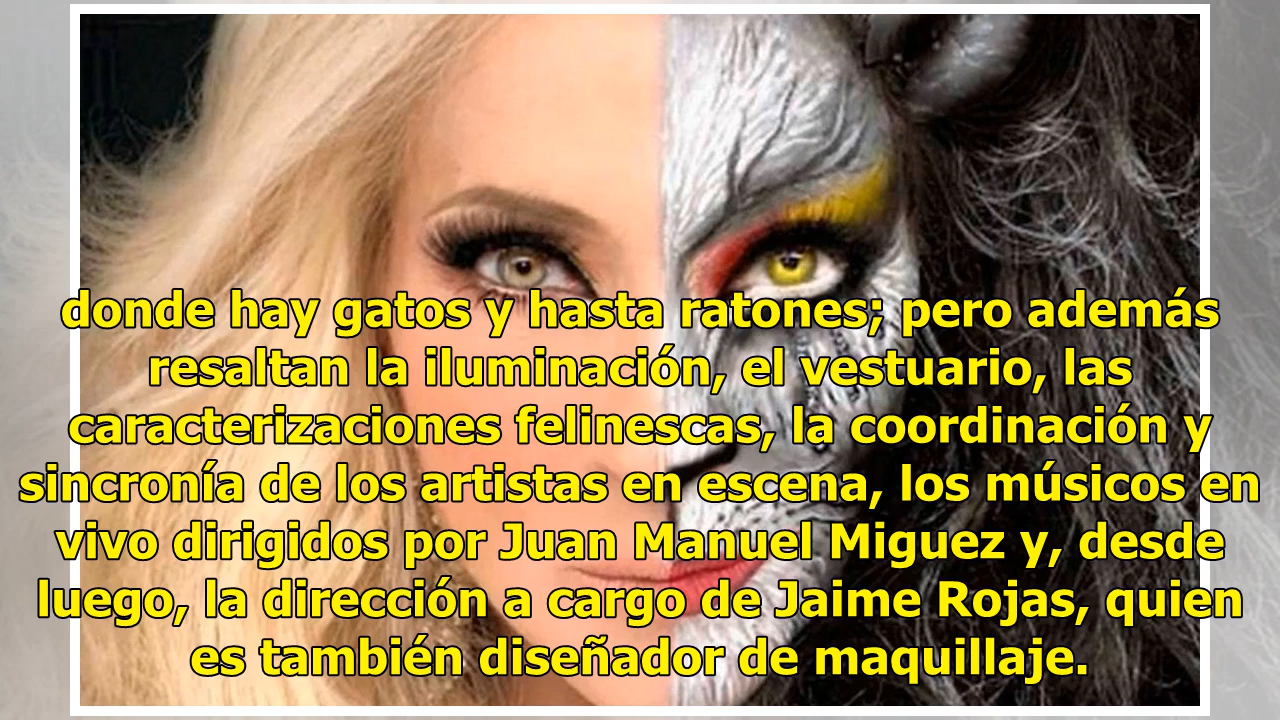 donde hay gatos y hasta ratones; pero además
resaltan la iluminación, el vestuario, las
caracterizaciones felinescas, la coordinación y
sincronía de los artistas en escena, los músicos en
vivo dirigidos por Juan Manuel Miguez y, desde
luego, la dirección a cargo de Jaime Rojas, quien
es también diseñador de maquillaje.